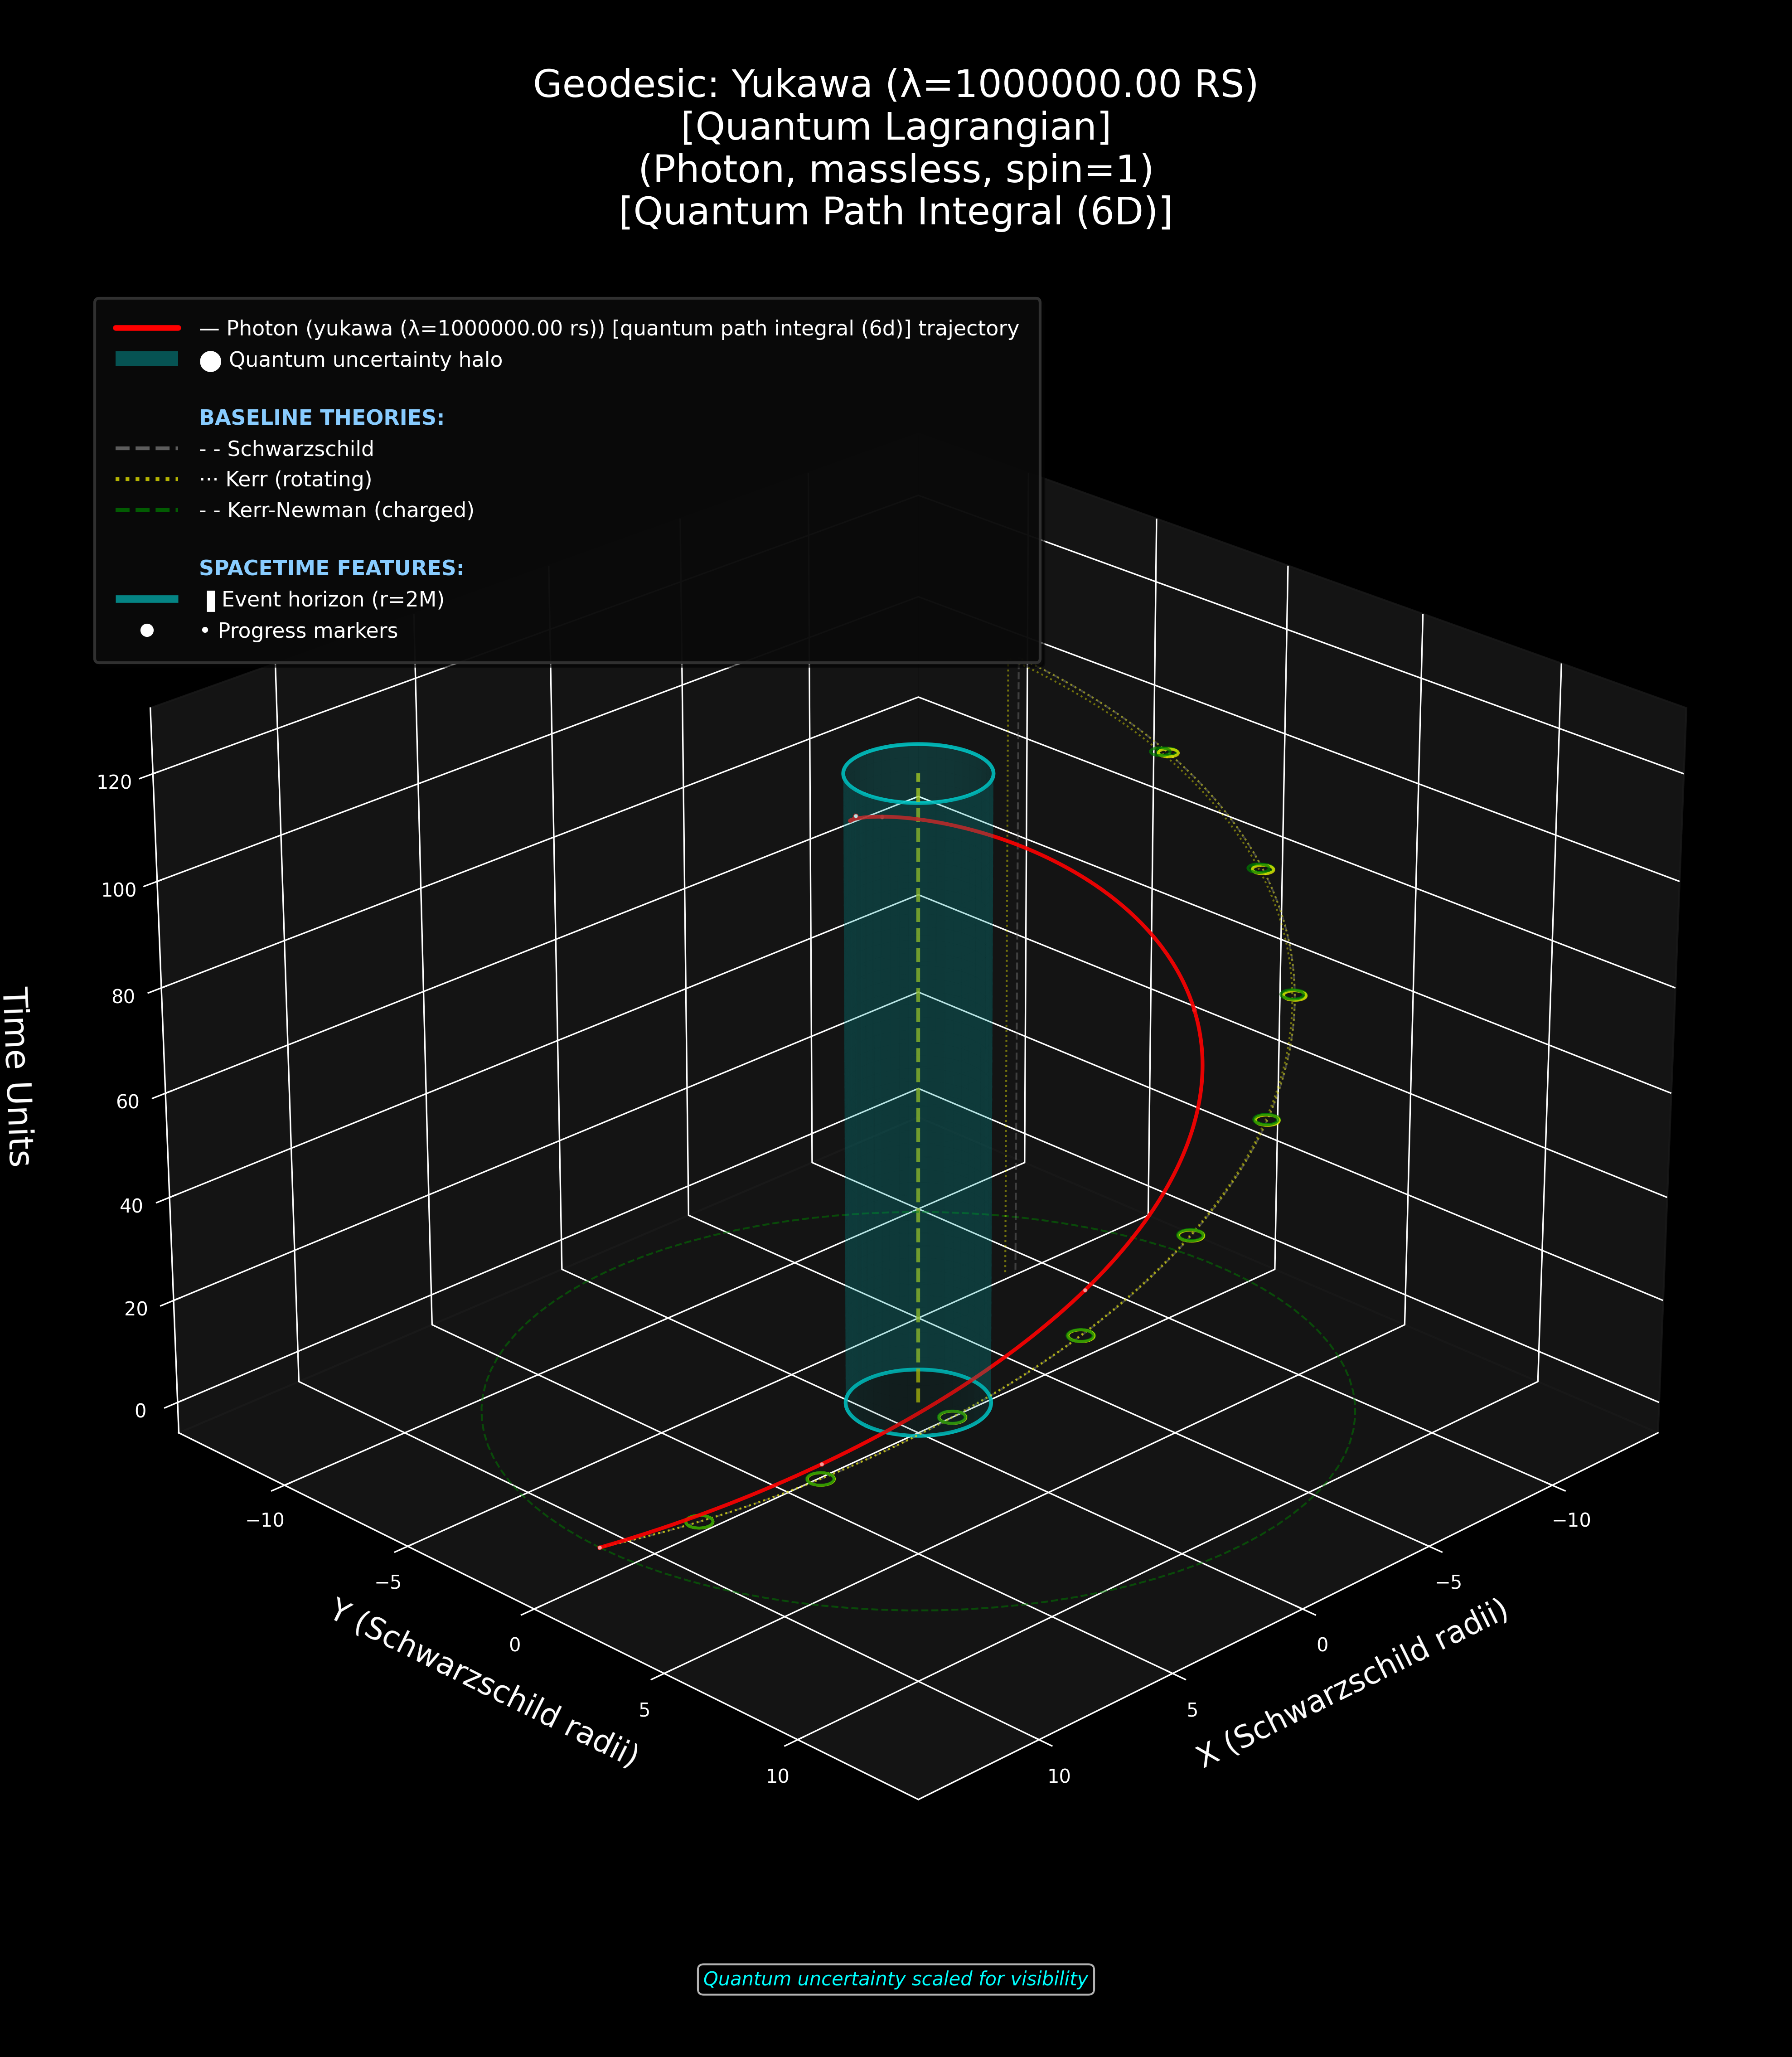 Geodesic: Yukawa (λ=1000000.00 RS)
[Quantum Lagrangian]
(Photon, massless, spin=1)
[Quantum Path Integral (6D)]
— Photon (yukawa (λ=1000000.00 rs)) [quantum path integral (6d)] trajectory
⬤ Quantum uncertainty halo
BASELINE THEORIES:
- - Schwarzschild
··· Kerr (rotating)
- - Kerr-Newman (charged)
SPACETIME FEATURES:
▐ Event horizon (r=2M)
• Progress markers
120
100
80
60
40
20
0
Time Units
−10
−5
0
5
10
Y (Schwarzschild radii)
−10
−5
0
5
10
X (Schwarzschild radii)
Quantum uncertainty scaled for visibility